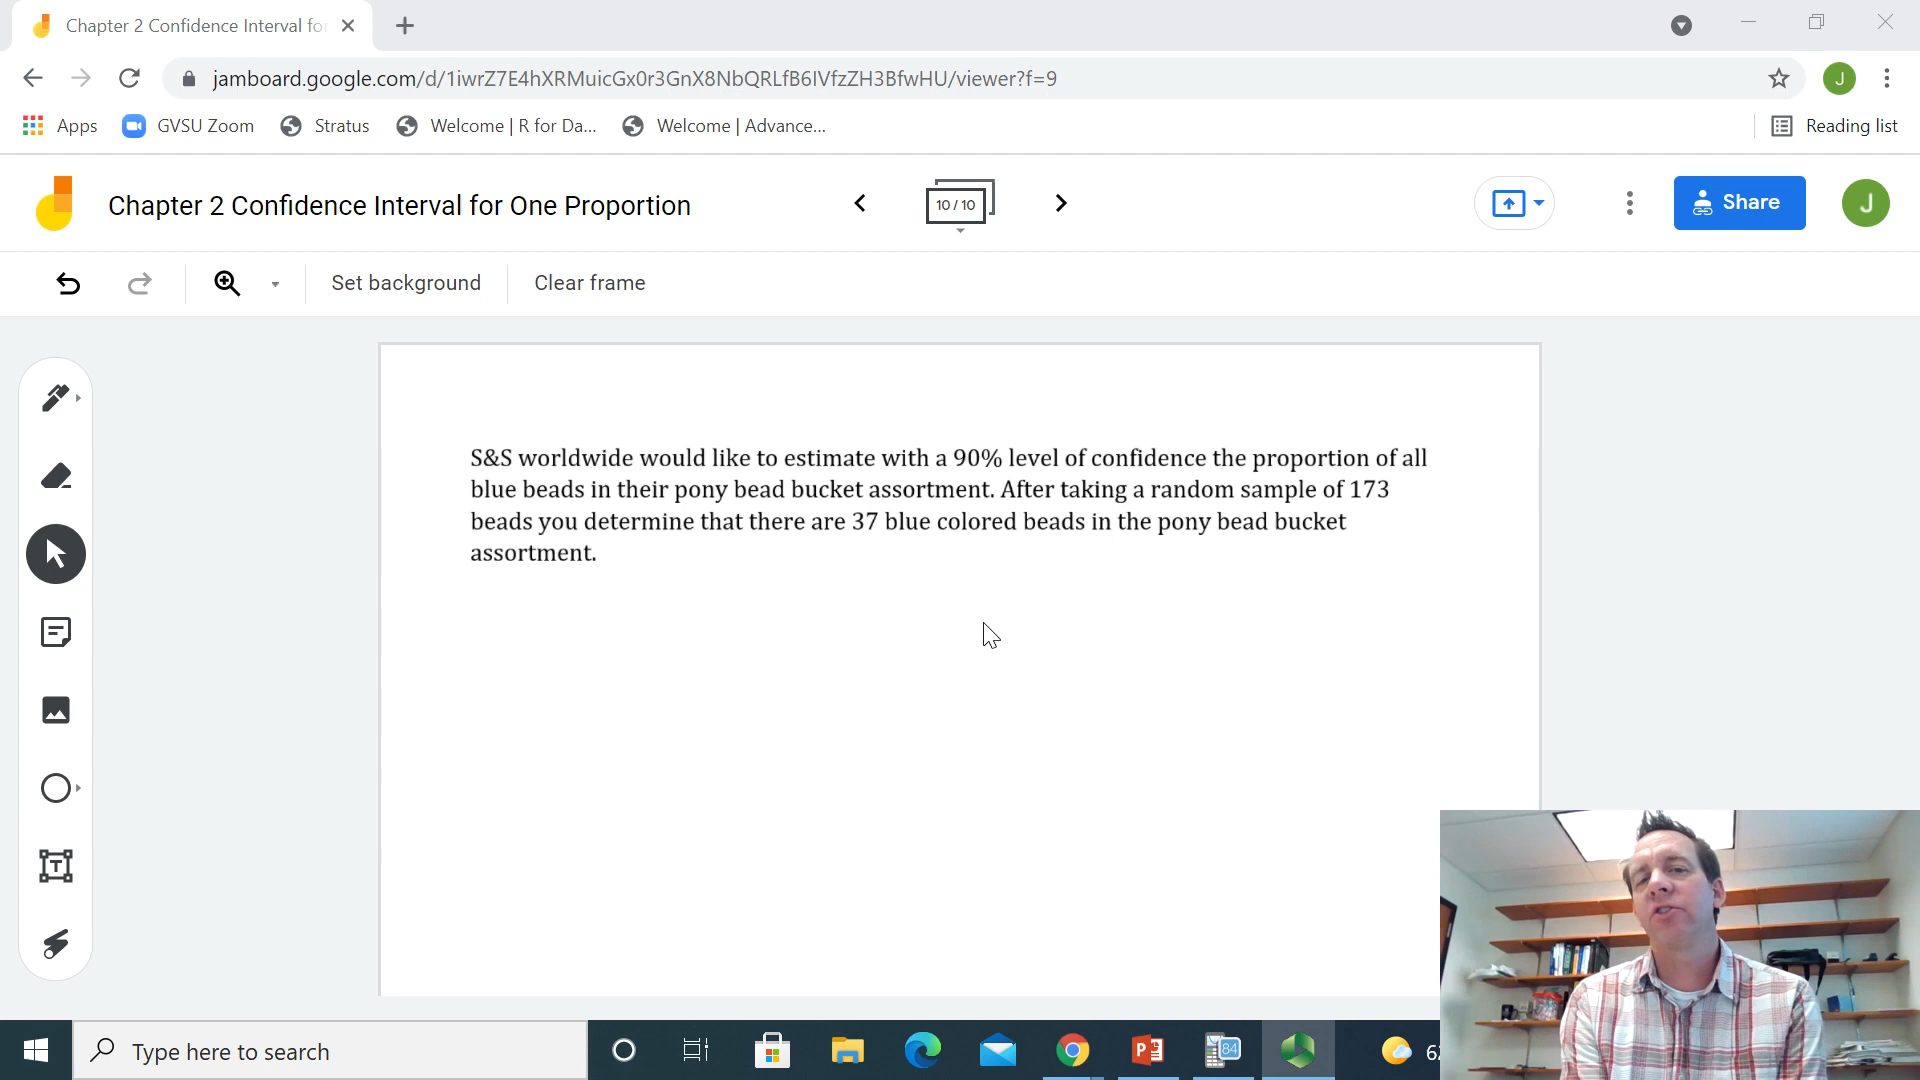 Chapter 2 Confidence Interval fo
jamboard.google.com/d/1iwrZ7E4hXRMuicGx0r3GnX8NbQRLfB6IVfzZH3BfwHU/viewer?f=9
J
Apps GVSU Zoom Stratus Welcome | R for Da... Welcome | Advance... Reading list
Chapter 2 Confidence Interval for One Proportion
10 / 10
Share
J
Set background Clear frame
S&S worldwide would like to estimate with a 90% level of confidence the proportion of all
blue beads in their pony bead bucket assortment. After taking a random sample of 173
beads you determine that there are 37 blue colored beads in the pony bead bucket
assortment.
T
Type here to search
84